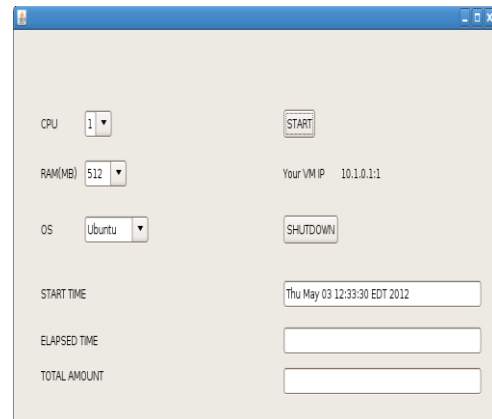 CPU 1 START
RAM(MB) 512 Your VM IP 10.1.0.1:1
OS Ubuntu SHUTDOWN
START TIME Thu May 03 12:33:30 EDT 2012
ELAPSED TIME
TOTAL AMOUNT